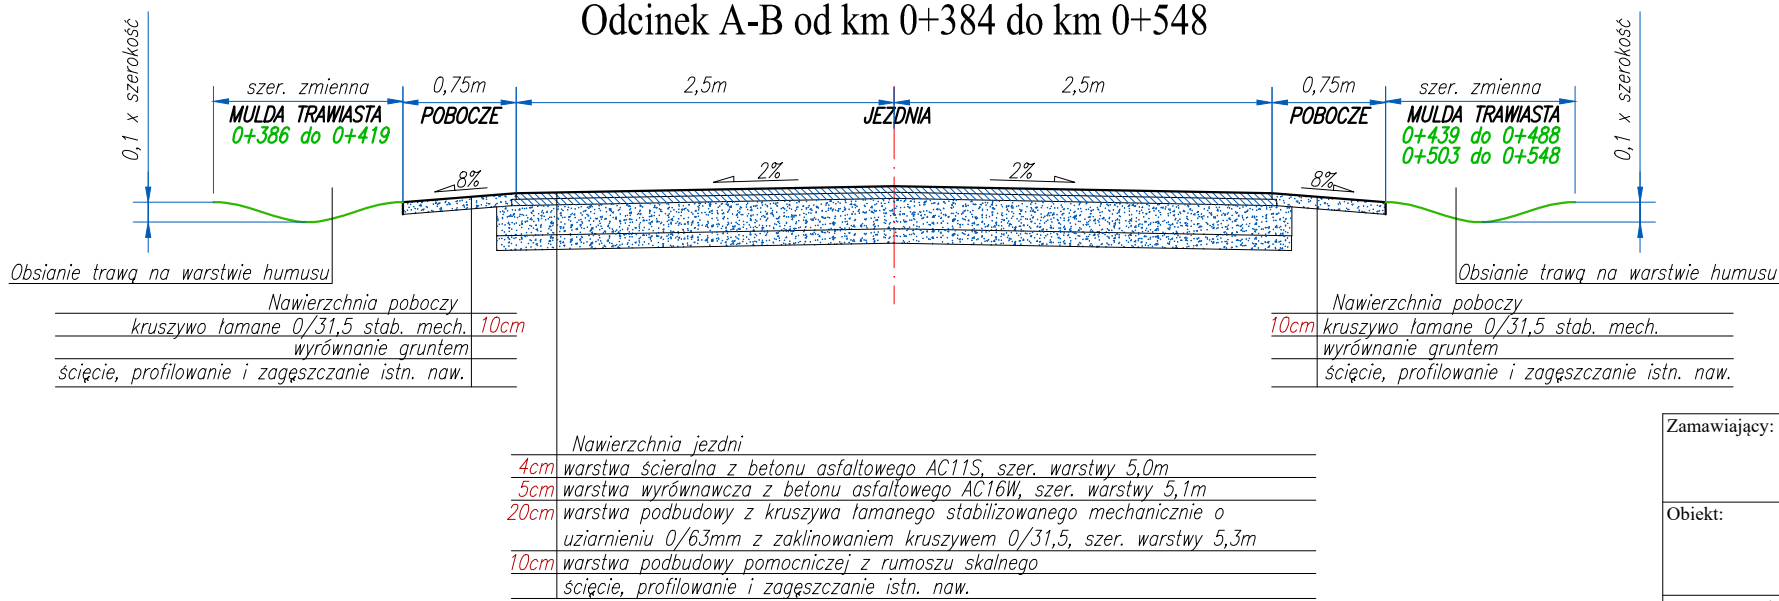 Odcinek A-B od km 0+384 do km 0+548
0,1 x szerokość
szer. zmienna
0,75m
2,5m
2,5m
0,75m
szer. zmienna
0,1 x szerokość
MULDA TRAWIASTA
0+386 do 0+419
POBOCZE
JEZDNIA
POBOCZE
MULDA TRAWIASTA
0+439 do 0+488
0+503 do 0+548
8%
2%
2%
8%
Obsianie trawą na warstwie humusu
Obsianie trawą na warstwie humusu
Nawierzchnia poboczy
kruszywo łamane 0/31,5 stab. mech. 10cm
wyrównanie gruntem
ścięcie, profilowanie i zagęszczanie istn. naw.
Nawierzchnia poboczy
10cm kruszywo łamane 0/31,5 stab. mech.
wyrównanie gruntem
ścięcie, profilowanie i zagęszczanie istn. naw.
Nawierzchnia jezdni
4cm warstwa ścieralna z betonu asfaltowego AC11S, szer. warstwy 5,0m
5cm warstwa wyrównawcza z betonu asfaltowego AC16W, szer. warstwy 5,1m
20cm warstwa podbudowy z kruszywa łamanego stabilizowanego mechanicznie o
uziarnieniu 0/63mm z zaklinowaniem kruszywem 0/31,5, szer. warstwy 5,3m
10cm warstwa podbudowy pomocniczej z rumoszu skalnego
ścięcie, profilowanie i zagęszczanie istn. naw.
Zamawiający:
Obiekt: